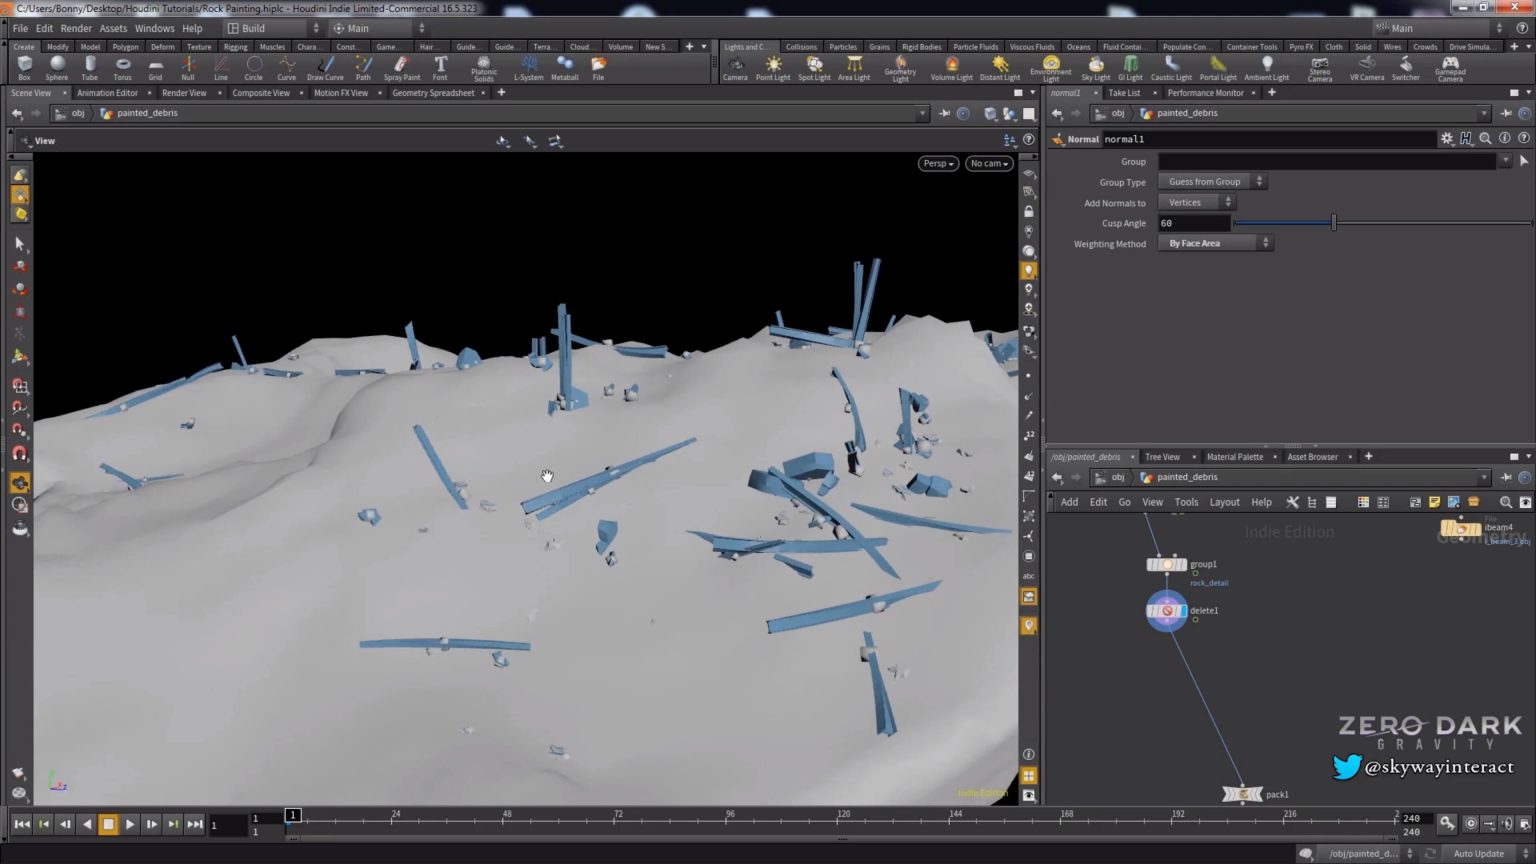 C:/Users/Bonny/Desktop/Houdini Tutorials/Rock Painting.hiplc - Houdini Indie Limited-Commercial 16.5.323
File Edit Render Assets Windows Help Build Main Main
Create Modify Model Polygon Deform Texture Rigging Muscles Chara... Const... Game... Hair... Guide... Guide... Terra... Cloud... Volume New S... Lights and C... Collisions Particles Grains Rigid Bodies Particle Fluids Viscous Fluids Oceans Fluid Contai... Populate Con... Container Tools Pyro FX Cloth Solid Wires Crowds Drive Simula...
Box Sphere Tube Torus Grid Null Line Circle Curve Draw Curve Path Spray Paint Font Platonic Solids L-System Metaball File Camera Point Light Spot Light Area Light Geometry Light Volume Light Distant Light Environment Light Sky Light GI Light Caustic Light Portal Light Ambient Light Stereo Camera VR Camera Switcher Gamepad Camera
Scene View Animation Editor Render View Composite View Motion FX View Geometry Spreadsheet normal1 Take List Performance Monitor
obj painted_debris obj painted_debris
View
Normal normal1
Persp No cam
Group
Group Type Guess from Group
Add Normals to Vertices
Cusp Angle 60
Weighting Method By Face Area
/obj/painted_debris Tree View Material Palette Asset Browser
obj painted_debris
Add Edit Go View Tools Layout Help
Indie Edition
File
ibeam4
group1
rock_detail
delete1
abc
ZERO DARK
GRAVITY
@skywayinteract
Indie Edition
pack1
1 1 1 1 24 48 72 96 120 144 168 192 216 2 240 240
/obj/painted_d... Auto Update